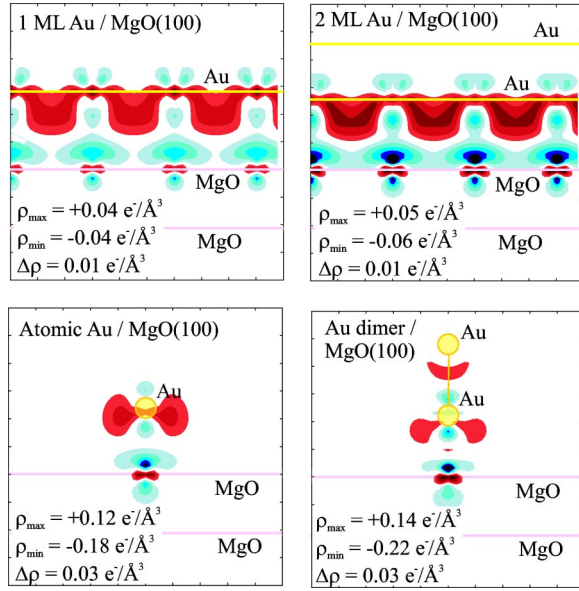 1 ML Au / MgO(100)
Au
MgO
ρmax = +0.04 e⁻/Å³
ρmin = -0.04 e⁻/Å³
MgO
Δρ = 0.01 e⁻/Å³
2 ML Au / MgO(100)
Au
Au
MgO
ρmax = +0.05 e⁻/Å³
ρmin = -0.06 e⁻/Å³
MgO
Δρ = 0.01 e⁻/Å³
Atomic Au / MgO(100)
Au
MgO
ρmax = +0.12 e⁻/Å³
ρmin = -0.18 e⁻/Å³
MgO
Δρ = 0.03 e⁻/Å³
Au dimer /
MgO(100)
Au
Au
MgO
ρmax = +0.14 e⁻/Å³
ρmin = -0.22 e⁻/Å³
MgO
Δρ = 0.03 e⁻/Å³